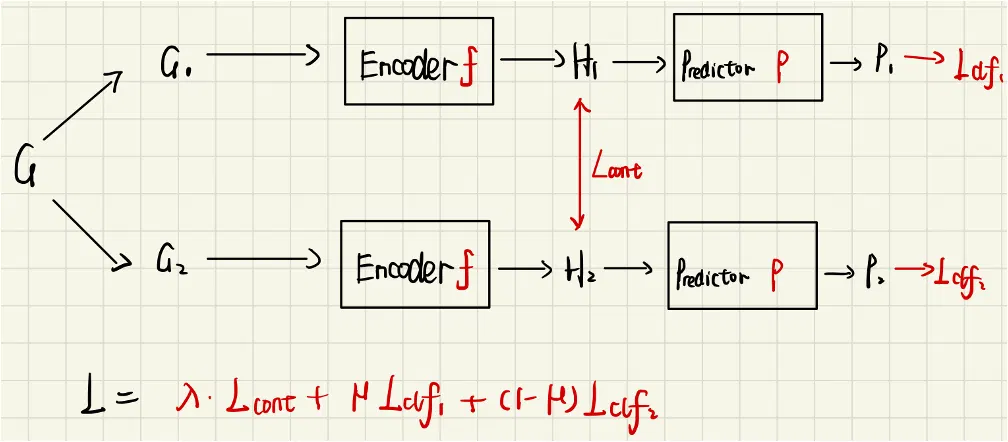 G₁ → Encoder f → H₁ → Predictor P → P₁ → Lclf₁
G
Lcont
G₂ → Encoder f → H₂ → Predictor P → P₂ → Lclf₂
L = λ · Lcont + μ Lclf₁ + (1-μ) Lclf₂